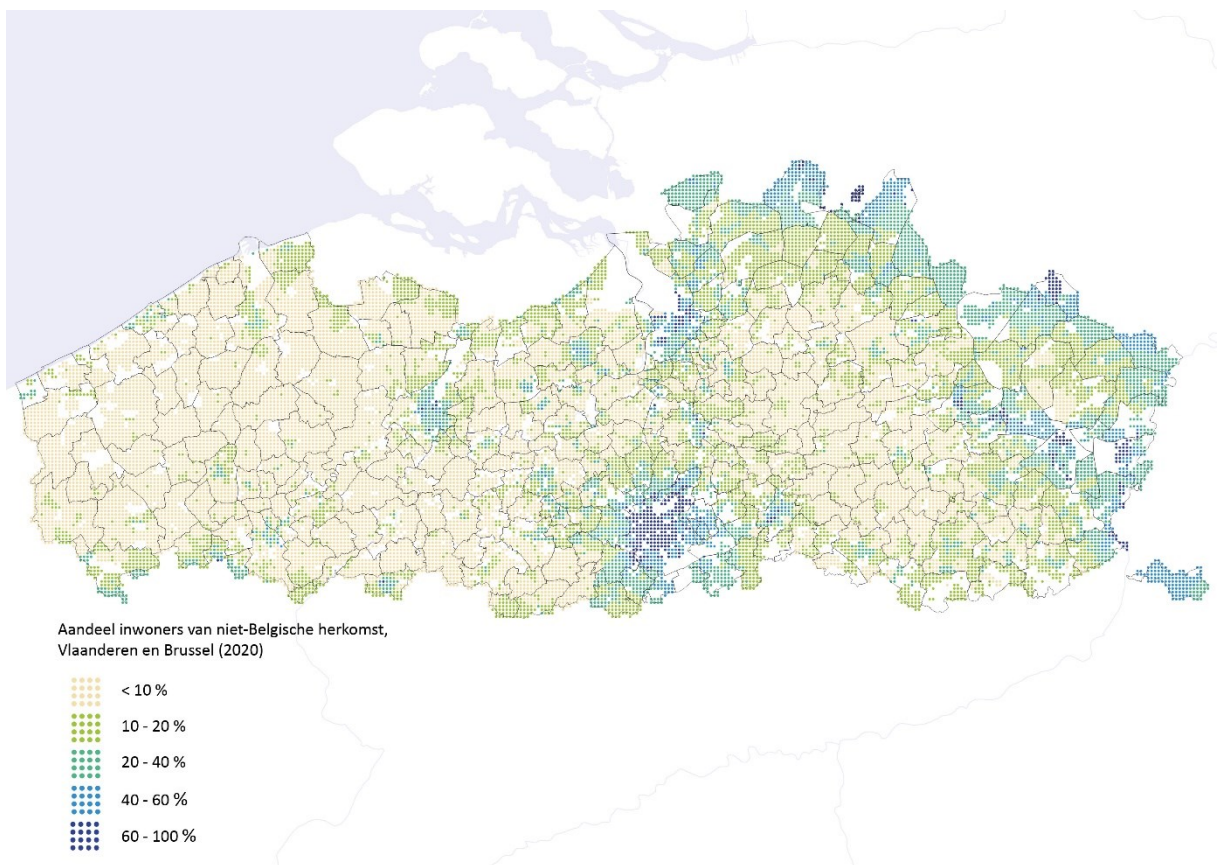 Aandeel inwoners van niet-Belgische herkomst,
Vlaanderen en Brussel (2020)
< 10 %
10 - 20 %
20 - 40 %
40 - 60 %
60 - 100 %